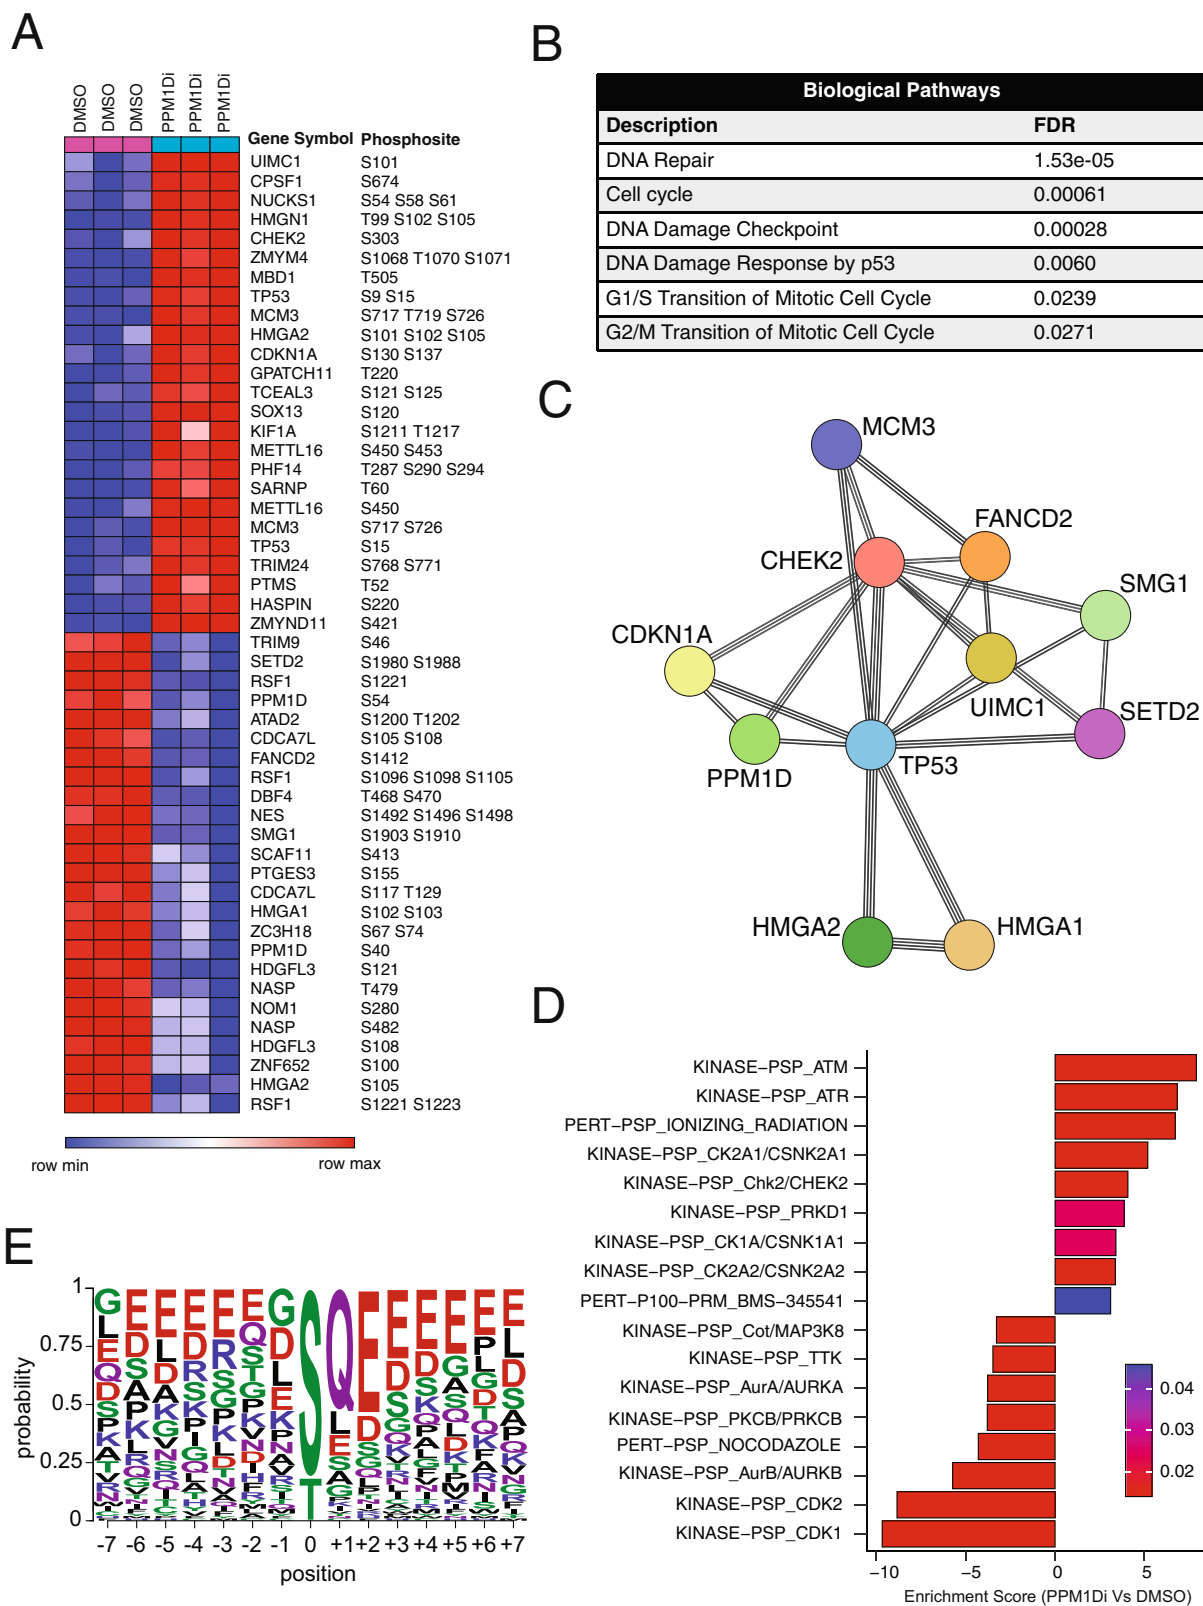 A
DMSO
DMSO
DMSO
PPM1Di
PPM1Di
PPM1Di
Gene Symbol Phosphosite
UIMC1 S101
CPSF1 S674
NUCKS1 S54 S58 S61
HMGN1 T99 S102 S105
CHEK2 S303
ZMYM4 S1068 T1070 S1071
MBD1 T505
TP53 S9 S15
MCM3 S717 T719 S726
HMGA2 S101 S102 S105
CDKN1A S130 S137
GPATCH11 T220
TCEAL3 S121 S125
SOX13 S120
KIF1A S1211 T1217
METTL16 S450 S453
PHF14 T287 S290 S294
SARNP T60
METTL16 S450
MCM3 S717 S726
TP53 S15
TRIM24 S768 S771
PTMS T52
HASPIN S220
ZMYND11 S421
TRIM9 S46
SETD2 S1980 S1988
RSF1 S1221
PPM1D S54
ATAD2 S1200 T1202
CDCA7L S105 S108
FANCD2 S1412
RSF1 S1096 S1098 S1105
DBF4 T468 S470
NES S1492 S1496 S1498
SMG1 S1903 S1910
SCAF11 S413
PTGES3 S155
CDCA7L S117 T129
HMGA1 S102 S103
ZC3H18 S67 S74
PPM1D S40
HDGFL3 S121
NASP T479
NOM1 S280
NASP S482
HDGFL3 S108
ZNF652 S100
HMGA2 S105
RSF1 S1221 S1223
row min row max
B
Biological Pathways
Description FDR
DNA Repair 1.53e-05
Cell cycle 0.00061
DNA Damage Checkpoint 0.00028
DNA Damage Response by p53 0.0060
G1/S Transition of Mitotic Cell Cycle 0.0239
G2/M Transition of Mitotic Cell Cycle 0.0271
C
MCM3
FANCD2
CHEK2
SMG1
CDKN1A
UIMC1
SETD2
PPM1D
TP53
HMGA2
HMGA1
D
KINASE−PSP_ATM
KINASE−PSP_ATR
PERT−PSP_IONIZING_RADIATION
KINASE−PSP_CK2A1/CSNK2A1
KINASE−PSP_Chk2/CHEK2
KINASE−PSP_PRKD1
KINASE−PSP_CK1A/CSNK1A1
KINASE−PSP_CK2A2/CSNK2A2
PERT−P100−PRM_BMS−345541
KINASE−PSP_Cot/MAP3K8
KINASE−PSP_TTK
KINASE−PSP_AurA/AURKA
KINASE−PSP_PKCB/PRKCB
PERT−PSP_NOCODAZOLE
KINASE−PSP_AurB/AURKB
KINASE−PSP_CDK2
KINASE−PSP_CDK1
0.04
0.03
0.02
−10 −5 0 5
Enrichment Score (PPM1Di Vs DMSO)
E
probability
1
0.75
0.5
0.25
0
-7 -6 -5 -4 -3 -2 -1 0 +1 +2 +3 +4 +5 +6 +7
position